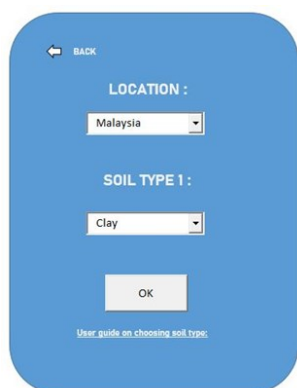 BACK
LOCATION :
Malaysia
SOIL TYPE 1 :
Clay
OK
User guide on choosing soil type: